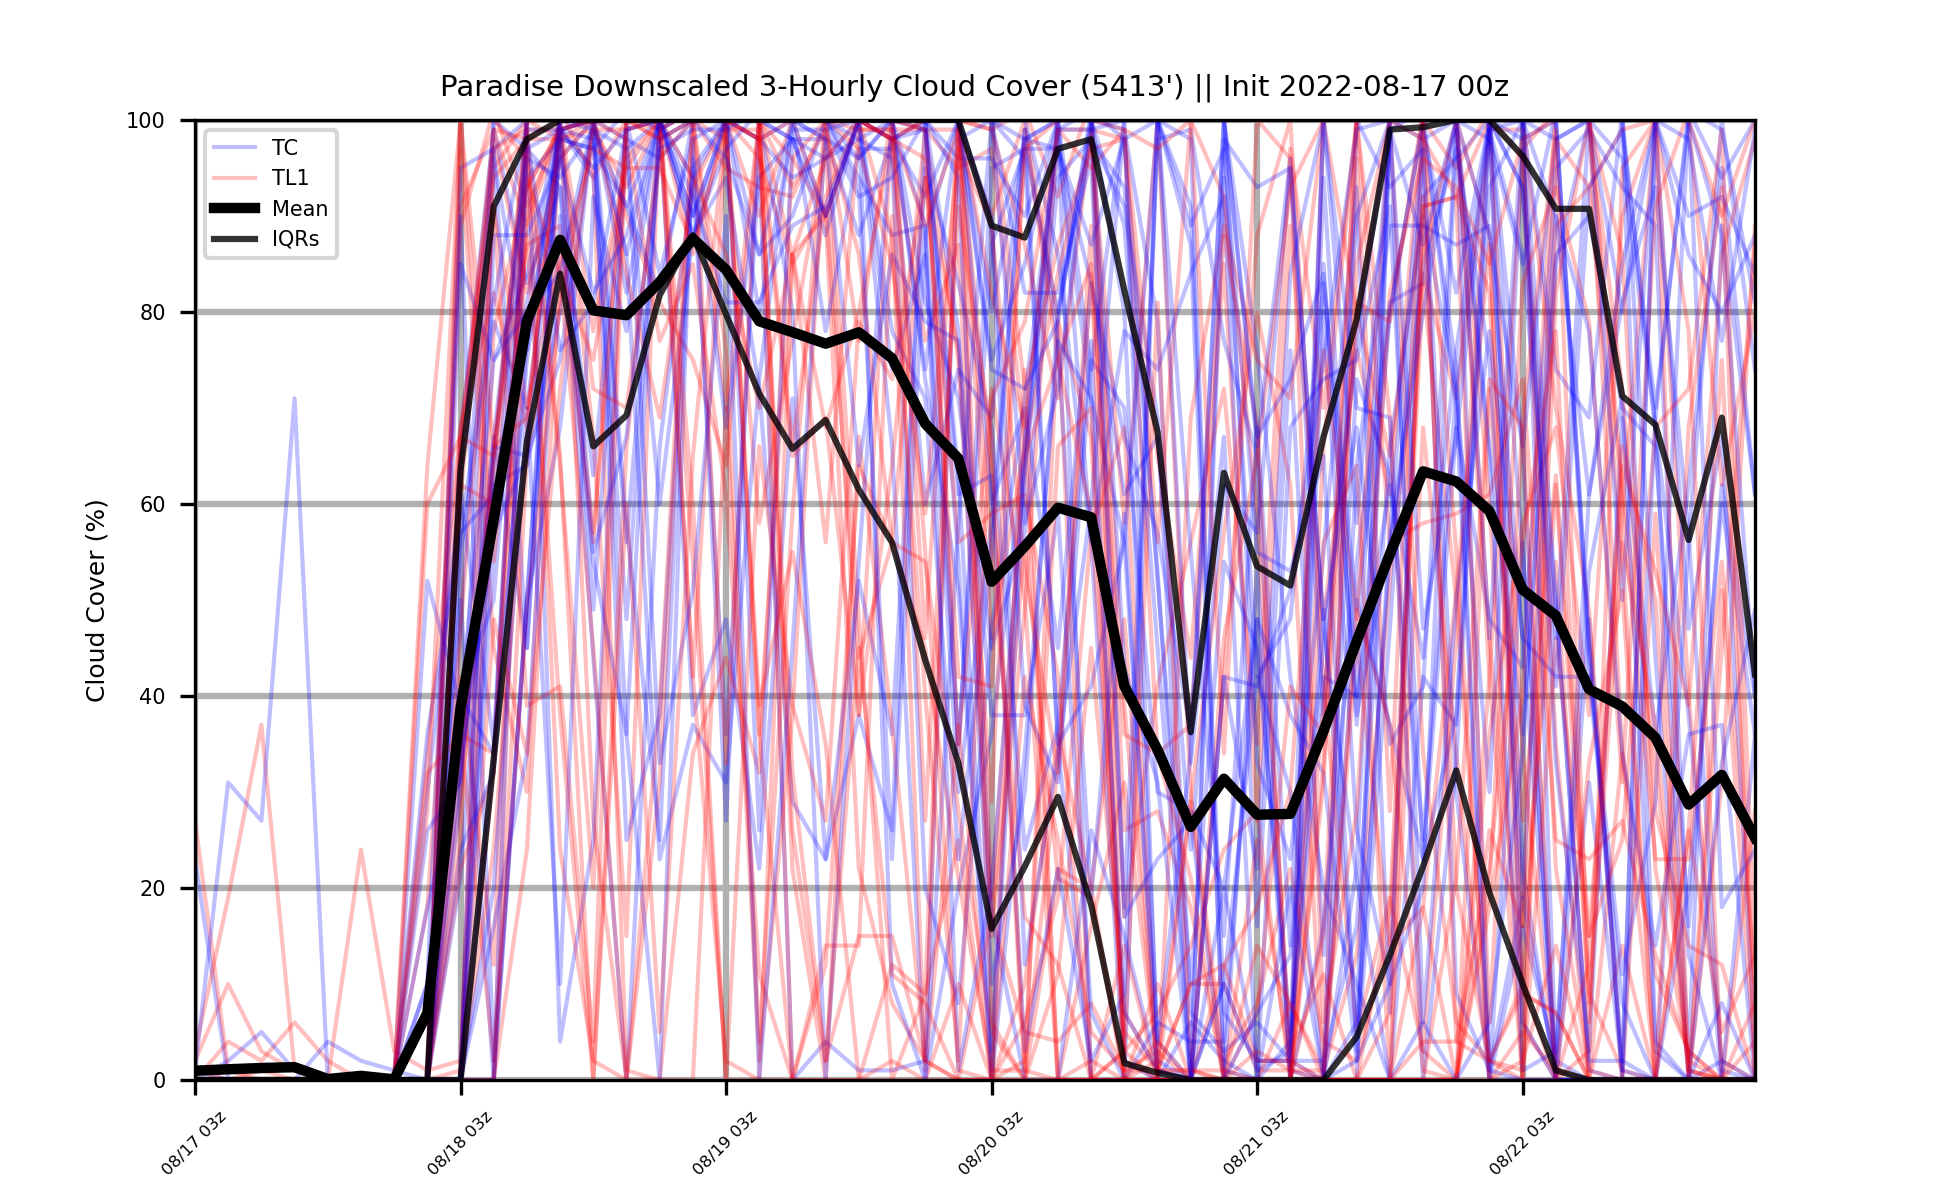 Paradise Downscaled 3-Hourly Cloud Cover (5413') || Init 2022-08-17 00z
100
80
60
40
20
0
Cloud Cover (%)
TC
TL1
Mean
IQRs
08/17 03z
08/18 03z
08/19 03z
08/20 03z
08/21 03z
08/22 03z